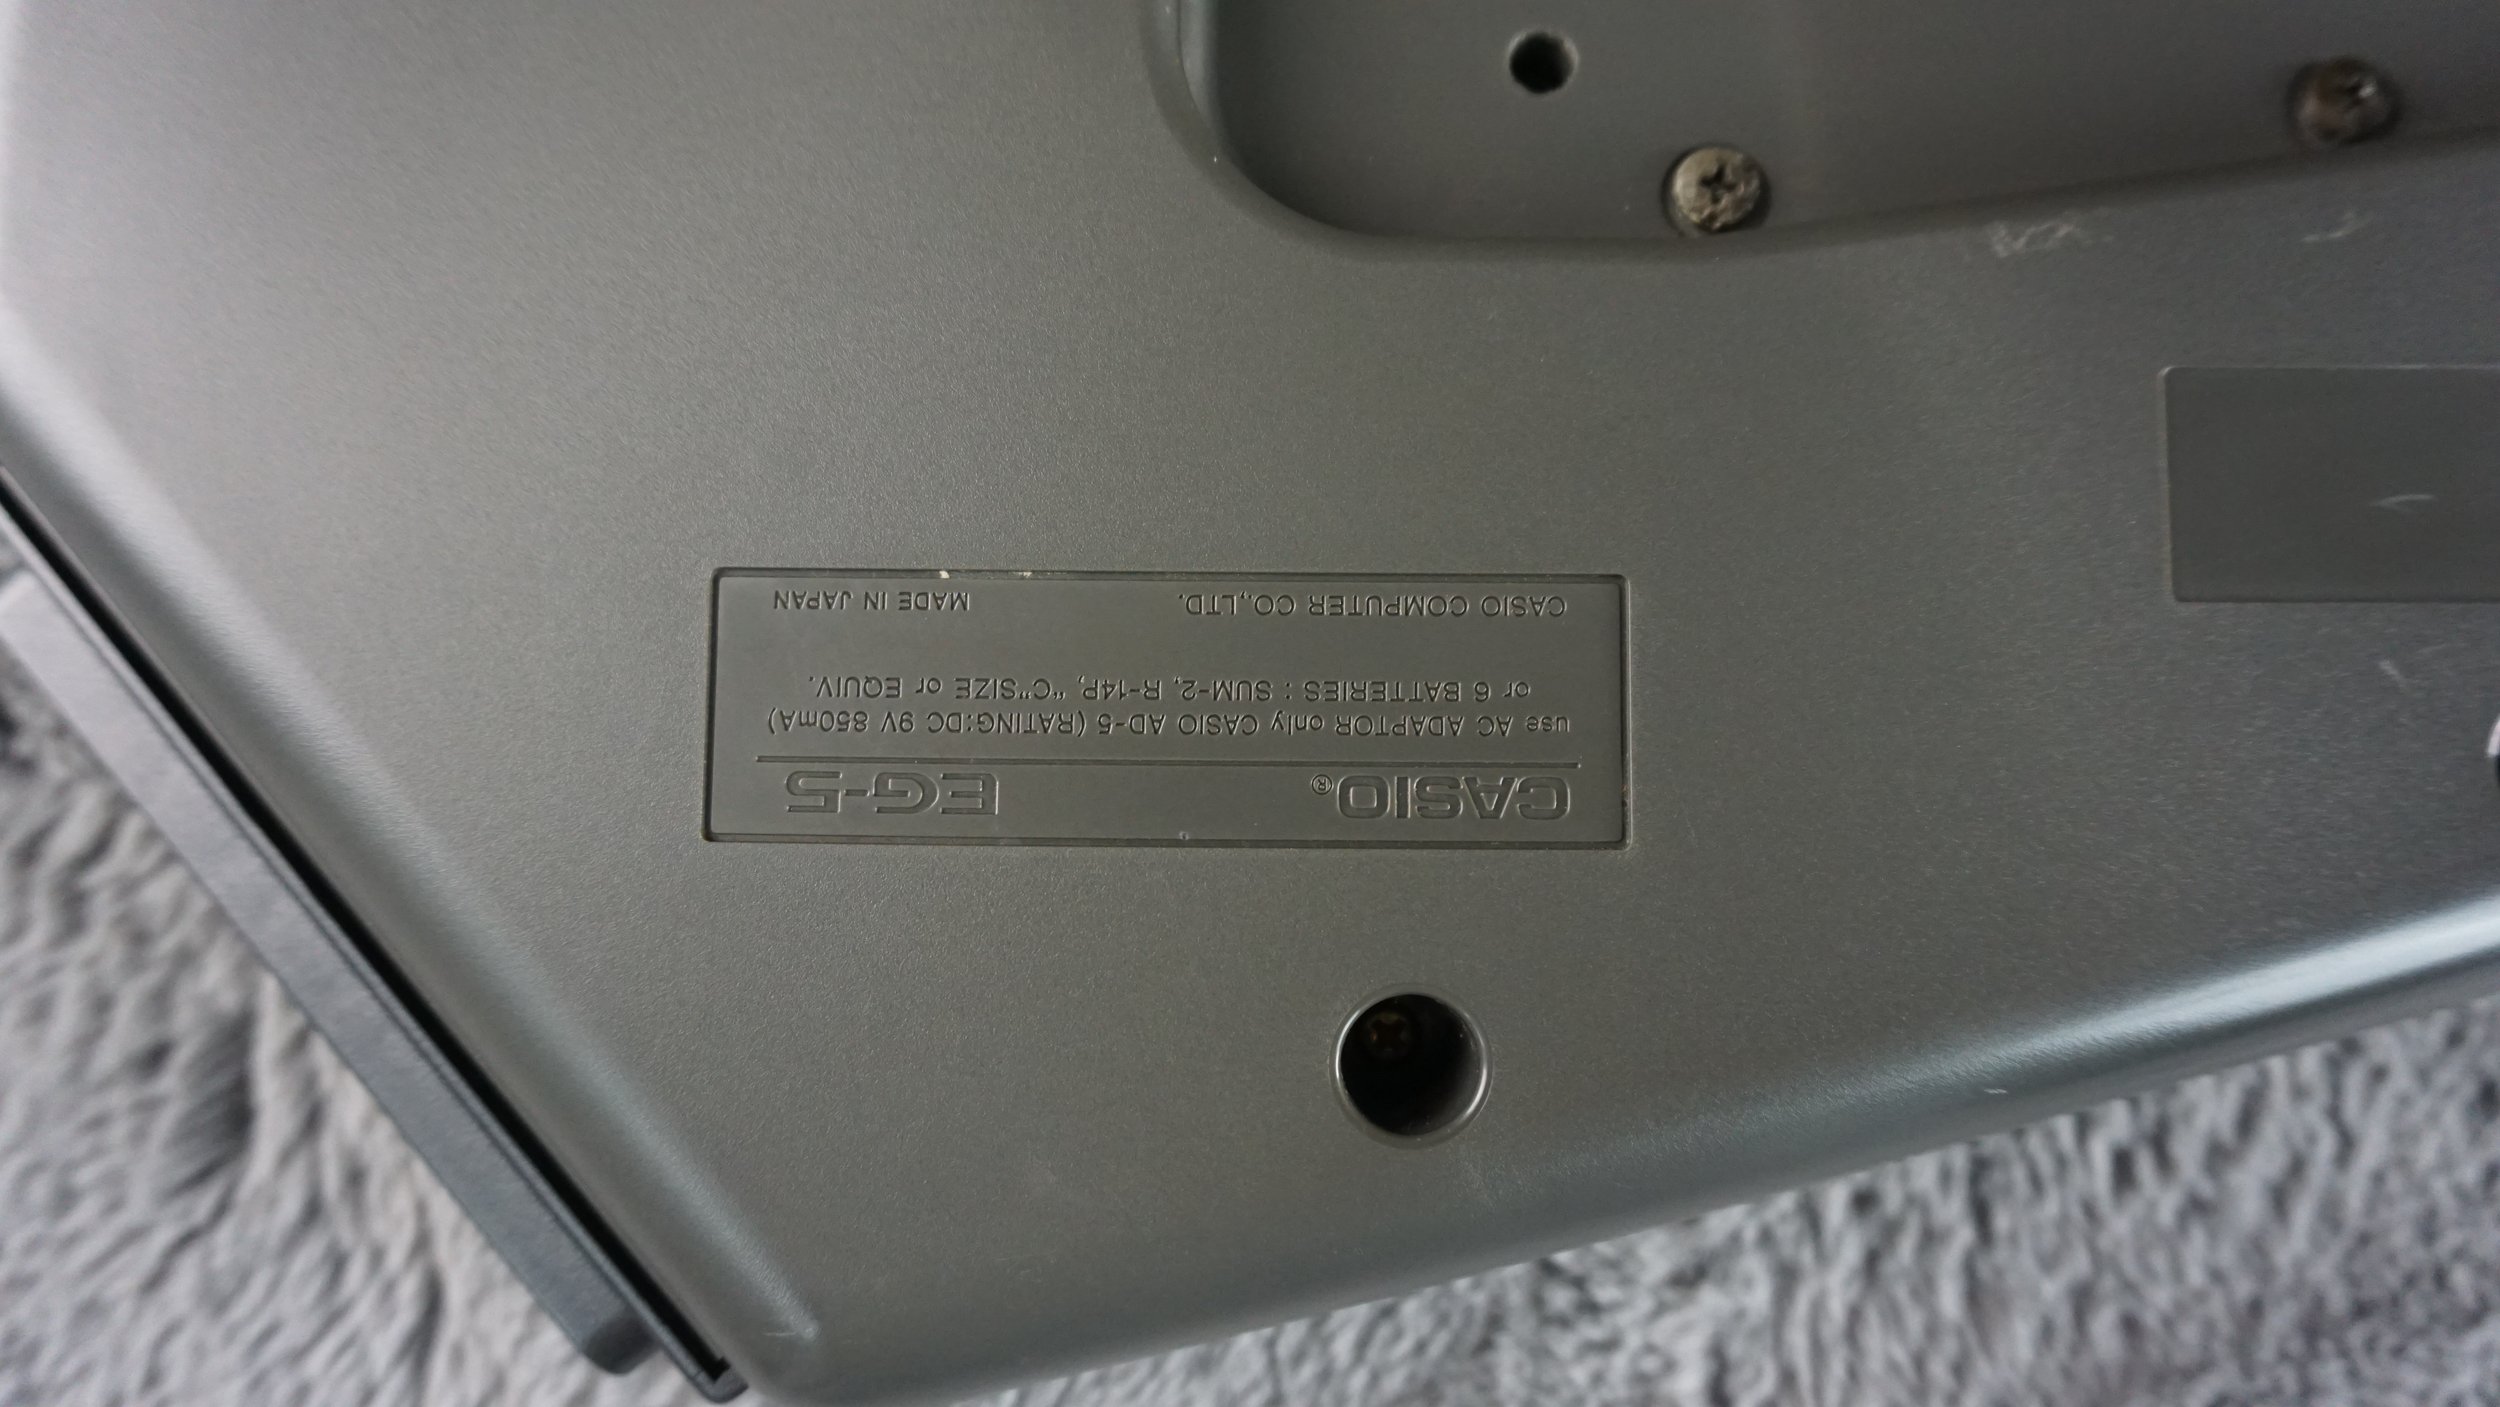 CASIO® EG-5
use AC ADAPTOR only CASIO AD-5 (RATING:DC 9V 850mA)
or 6 BATTERIES : SUM-2, R-14P, "C"SIZE or EQUIV.
CASIO COMPUTER CO.,LTD. MADE IN JAPAN